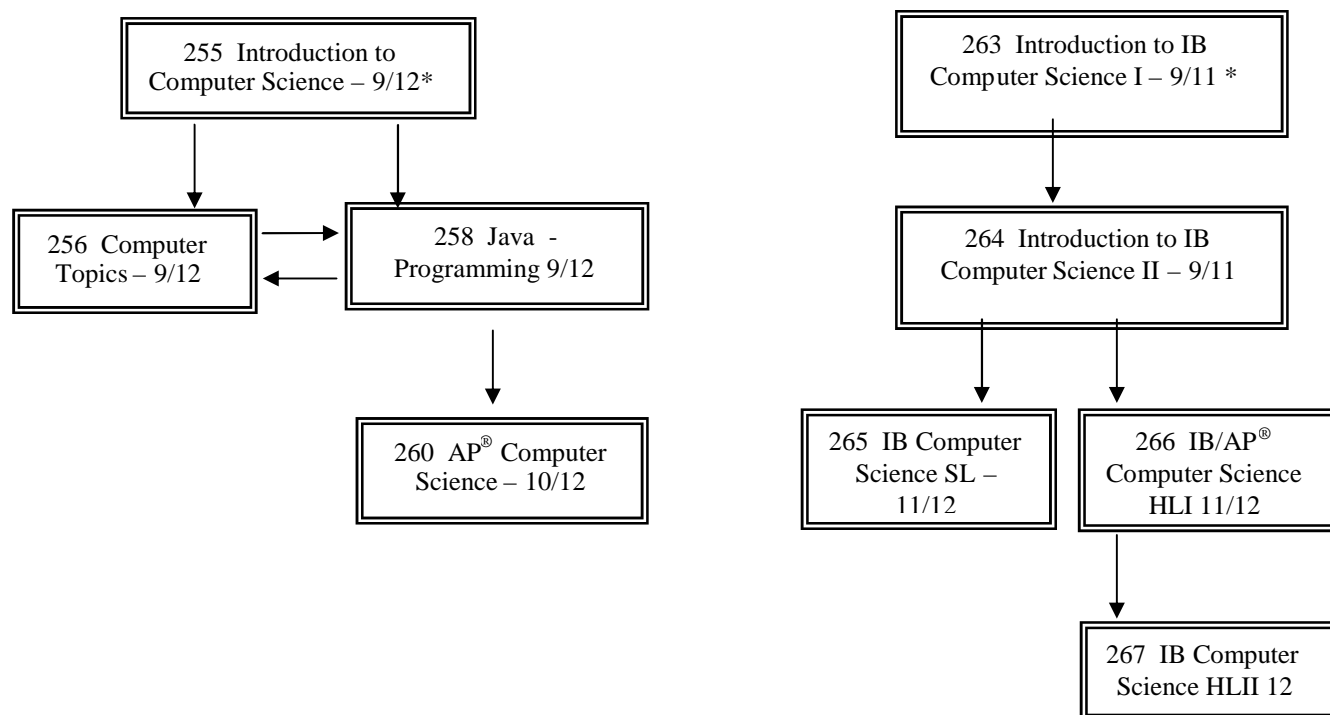 255 Introduction to
Computer Science – 9/12*
263 Introduction to IB
Computer Science I – 9/11 *
256 Computer
Topics – 9/12
258 Java -
Programming 9/12
264 Introduction to IB
Computer Science II – 9/11
260 AP® Computer
Science – 10/12
265 IB Computer
Science SL –
11/12
266 IB/AP®
Computer Science
HLI 11/12
267 IB Computer
Science HLII 12